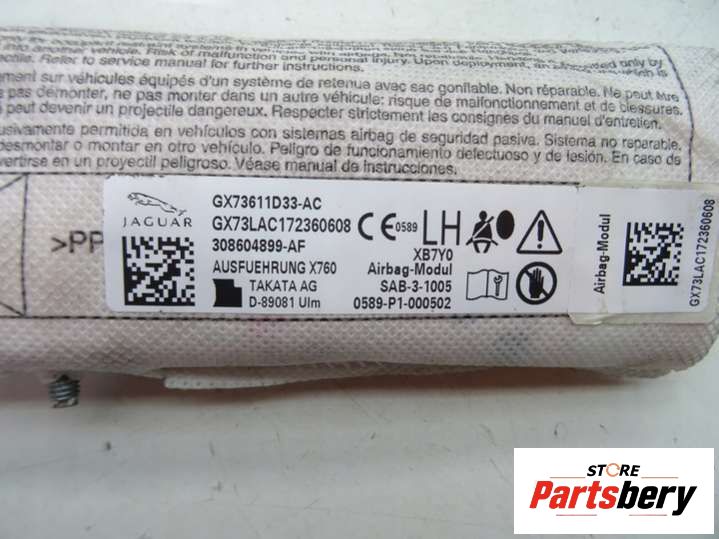 into another vehicle. Risk of malfunction and personal injury. Upon deployment, an
Refer to service manual for further instructions.
sur véhicules équipés d'un système de retenue avec sac gonflable. Non réparable. Ne peut être
démonter, ne pas monter dans un autre véhicule: risque de malfonctionnement et de blessures.
peut devenir un projectile dangereux. Respecter strictement les consignés du manuel d'entretien.
permitida en vehículos con sistemas airbag de seguridad pasiva. Sistema no reparable.
desmontar o montar en otro vehículo. Peligro de funcionamiento defectuoso y de lesión. En caso de
en un proyectil peligroso. Véase manual de instrucciones.
>PP
JAGUAR
GX73611D33-AC
GX73LAC172360608
308604899-AF
AUSFUEHRUNG X760
TAKATA AG
D-89081 Ulm
CE 0589
LH
XB7Y0
Airbag-Modul
SAB-3-1005
0589-P1-000502
Airbag-Modul
GX73LAC172360608
STORE
Partsbery